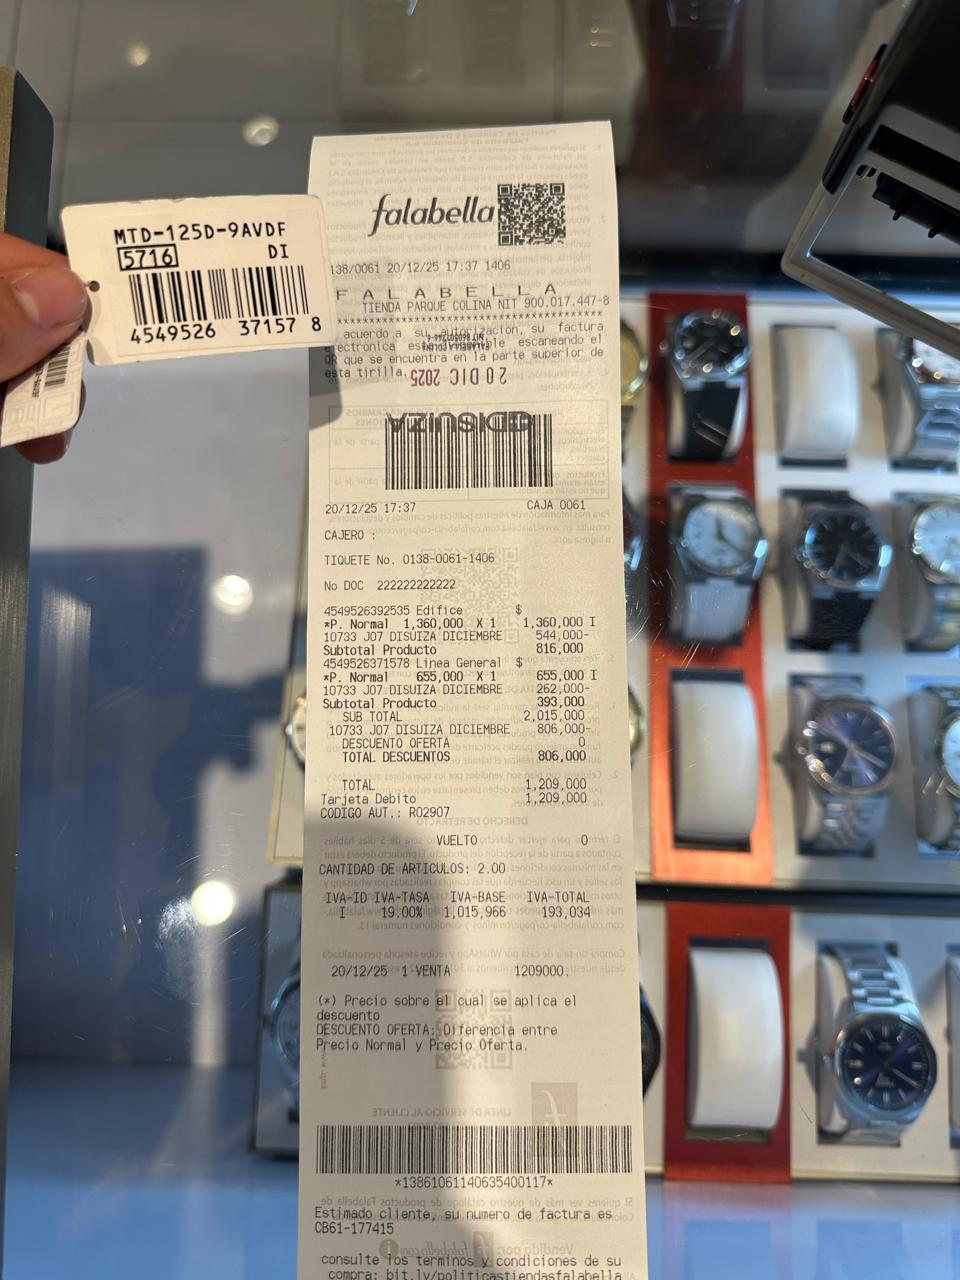 MTD-125D-9AVDF
5716 DI
4549526 37157 8
falabella
138/0061 20/12/25 17:37 1406
F A L A B E L L A
TIENDA PARQUE COLINA NIT 900.017.447-8
acuerdo a su autorización, su factura
electronica escaneando el
QR que se encuentra en la parte superior de
esta tirilla.
20 DIC 2025
DISUIZA
20/12/25 17:37 CAJA 0061
CAJERO :
TIQUETE No. 0138-0061-1406
No DOC 222222222222
4549526392535 Edifice $
*P. Normal 1,360,000 X 1 1,360,000 I
10733 J07 DISUIZA DICIEMBRE 544,000-
Subtotal Producto 816,000
4549526371578 Linea General $
*P. Normal 655,000 X 1 655,000 I
10733 J07 DISUIZA DICIEMBRE 262,000-
Subtotal Producto 393,000
SUB TOTAL 2,015,000
10733 J07 DISUIZA DICIEMBRE 806,000-
DESCUENTO OFERTA 0
TOTAL DESCUENTOS 806,000
TOTAL 1,209,000
Tarjeta Debito 1,209,000
CODIGO AUT.: R02907
VUELTO 0
CANTIDAD DE ARTICULOS: 2.00
IVA-ID IVA-TASA IVA-BASE IVA-TOTAL
I 19.00% 1,015,966 193,034
20/12/25 1 VENTA 1209000.
(*) Precio sobre el cual se aplica el
descuento
DESCUENTO OFERTA: Diferencia entre
Precio Normal y Precio Oferta.
*13861061140635400117*
Estimado cliente, su numero de factura es
CB61-177415
consulte los terminos y condiciones de su
compra: bit.ly/politicastiendasfalabella